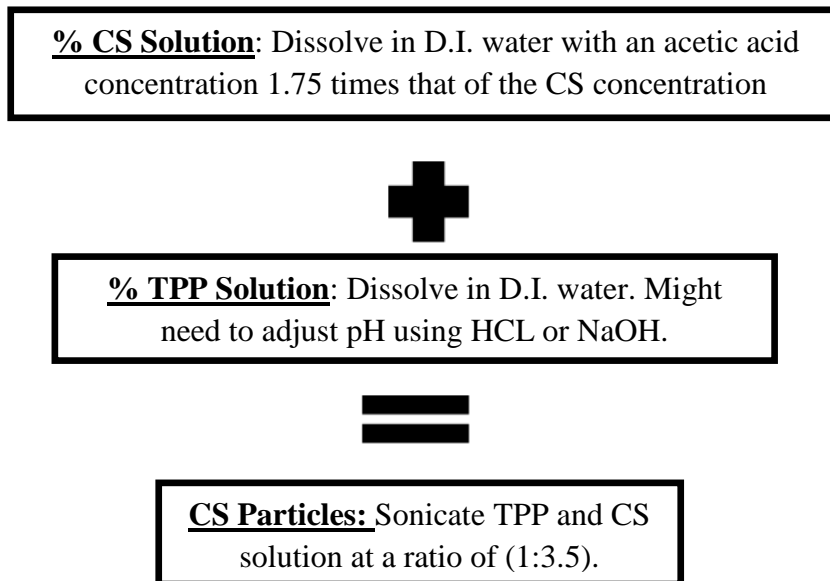 % CS Solution: Dissolve in D.I. water with an acetic acid
concentration 1.75 times that of the CS concentration
% TPP Solution: Dissolve in D.I. water. Might
need to adjust pH using HCL or NaOH.
CS Particles: Sonicate TPP and CS
solution at a ratio of (1:3.5).